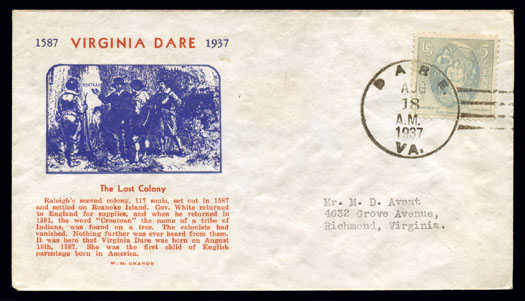 1587 VIRGINIA DARE 1937
CROATOAN
The Lost Colony
Raleigh's second colony, 117 souls, set out in 1587
and settled on Roanoke Island. Gov. White returned
to England for supplies, and when he returned in
1591, the word "Croatoan" the name of a tribe of
Indians, was found on a tree. The colonists had
vanished. Nothing further was ever heard from them.
It was here that Virginia Dare was born on August
18th, 1587. She was the first child of English
parentage born in America.
W. M. GRANDY
5
DARE
AUG
18
A.M.
1937
VA.
Mr. M. D. Avent
4632 Grove Avenue,
Richmond, Virginia.